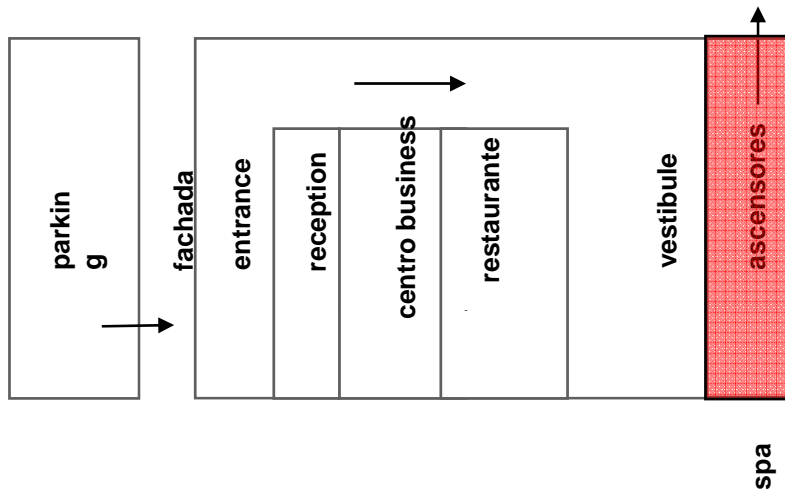 parkin
g
fachada
entrance
reception
centro business
restaurante
vestibule
ascensores
spa